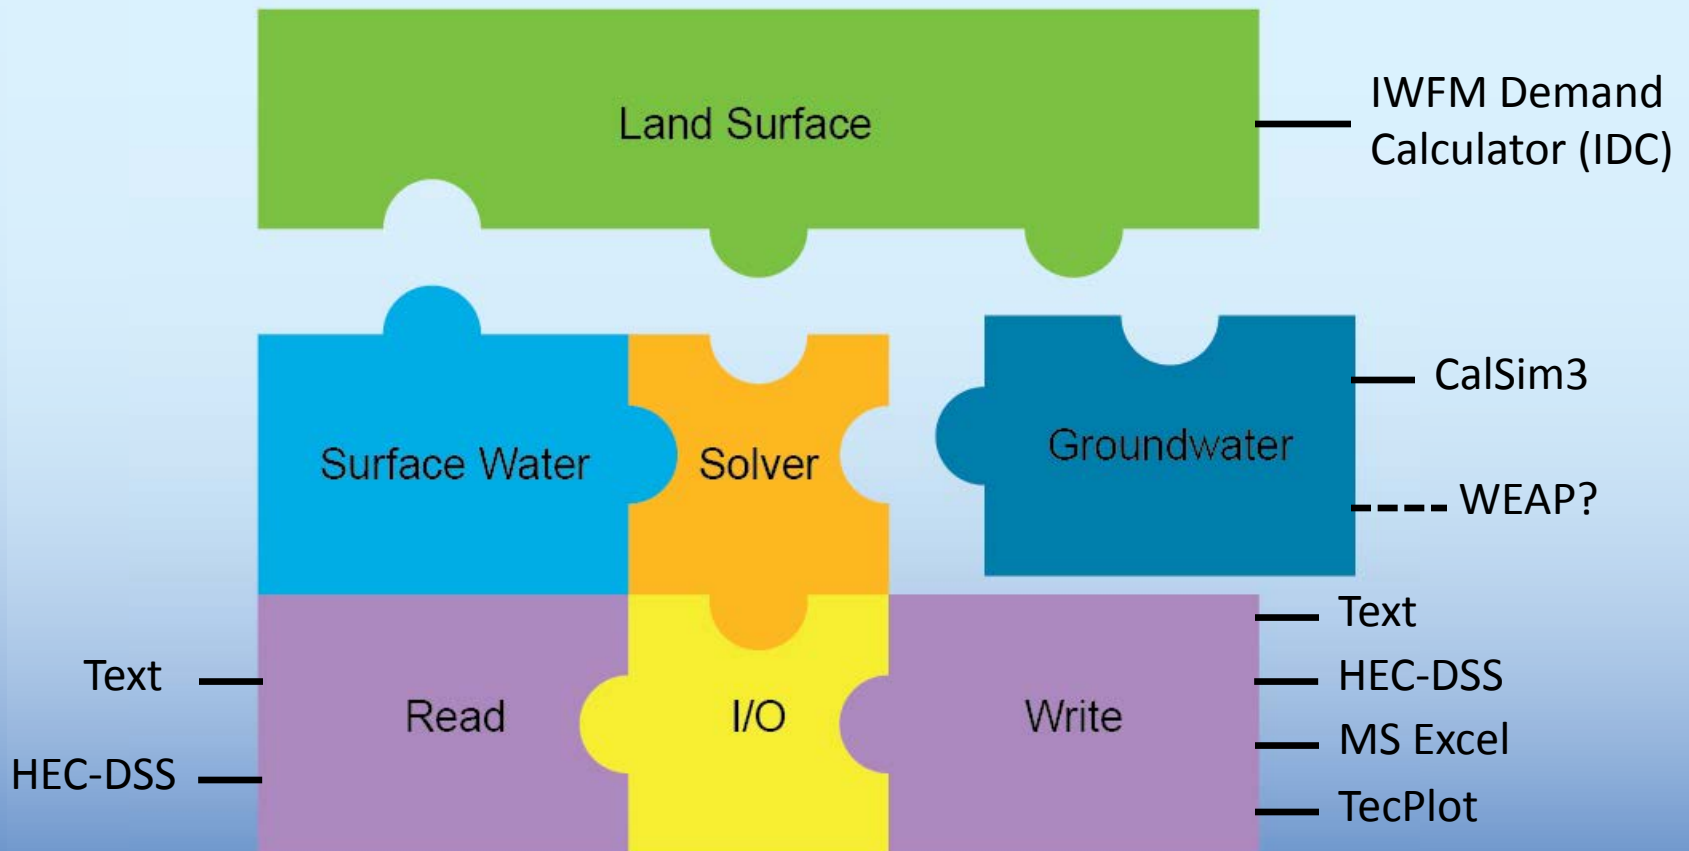 Land Surface
IWFM Demand
Calculator (IDC)
Surface Water
Solver
Groundwater
CalSim3
WEAP?
Text
HEC-DSS
Read
I/O
Write
Text
HEC-DSS
MS Excel
TecPlot